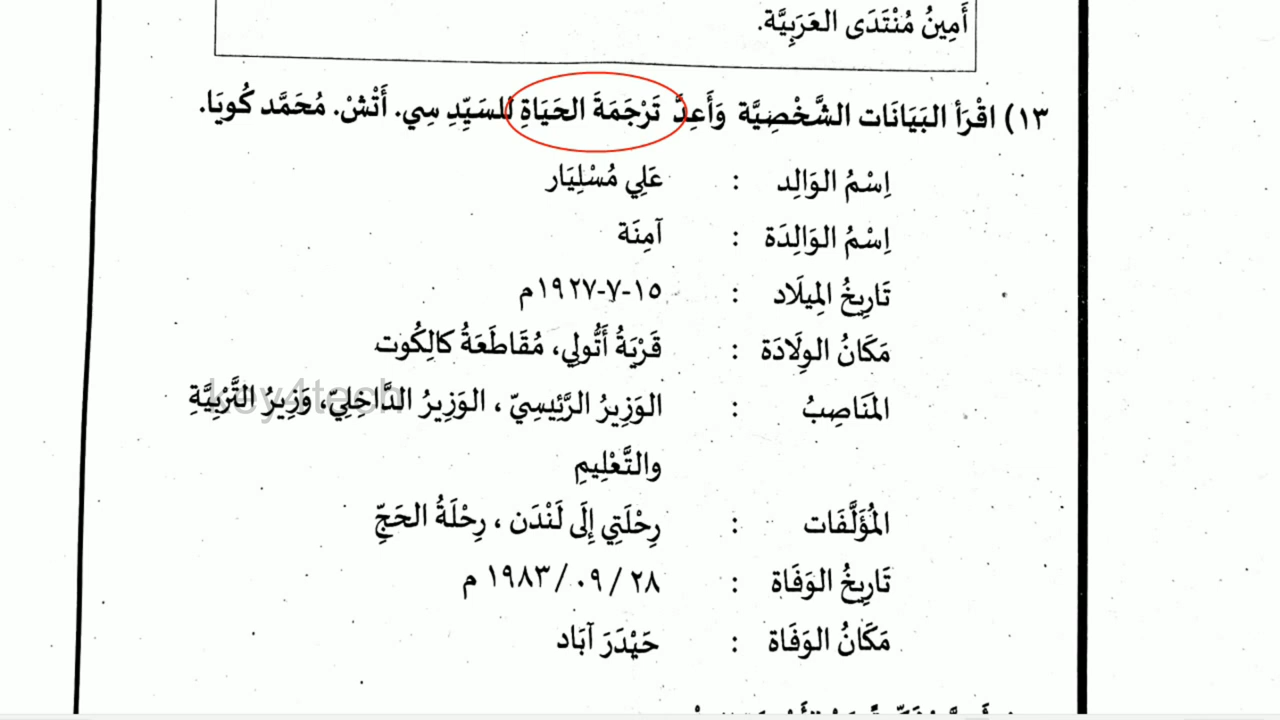 أَمِينُ مُنْتَدَى العَرَبِيَّة.
١٣) اقْرَأ البَيَانَات الشَّخْصِيَّة وَأَعِدَّ تَرْجَمَةَ الحَيَاةِ للسَيِّدِ سِي. أَتْشْ. مُحَمَّد كُويَا.
اِسْمُ الوَالِد : عَلِي مُسْلِيَار
اِسْمُ الوَالِدَة : آمِنَة
تَارِيخُ المِيلَاد : ١٥-٧-١٩٢٧م
مَكَانُ الوِلَادَة : قَرْيَةُ أَتُّولِي، مُقَاطَعَةُ كالِكُوت
المَنَاصِبُ : الوَزِيرُ الرَّئِيسِيّ ، الوَزِيرُ الدَّاخِلِي، وَزِيرُ التَّرْبِيَّةِ
key4tech
والتَّعْلِيمِ
المُؤَلَّفَات : رِحْلَتِي إِلَى لَنْدَن ، رِحْلَةُ الحَجِّ
تَارِيخُ الوَفَاة : ٢٨ / ٠٩ / ١٩٨٣ م
مَكَانُ الوَفَاة : حَيْدَرَ آبَاد